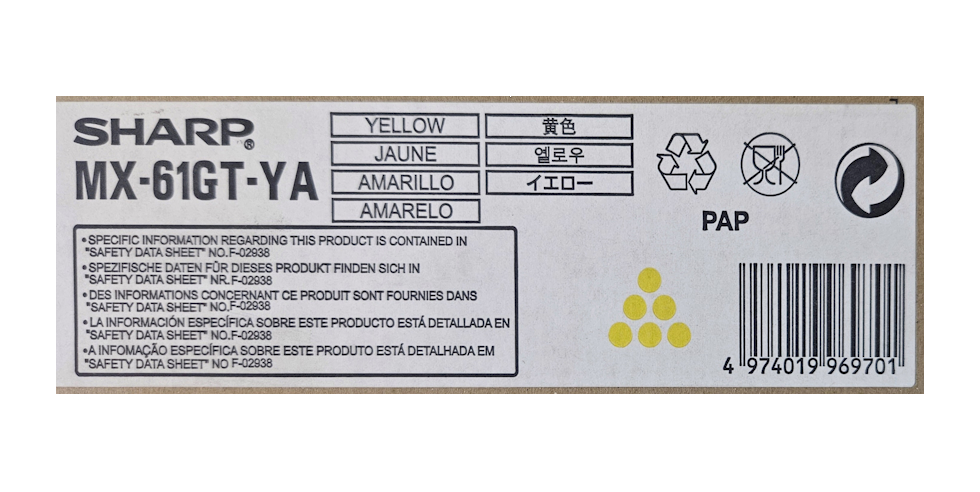 SHARP®
MX-61GT-YA
YELLOW
JAUNE
AMARILLO
AMARELO
黄色
옐로우
イエロー
PAP
•SPECIFIC INFORMATION REGARDING THIS PRODUCT IS CONTAINED IN
"SAFETY DATA SHEET" NO.F-02938
•SPEZIFISCHE DATEN FÜR DIESES PRODUKT FINDEN SICH IN
"SAFETY DATA SHEET" NR.F-02938
•DES INFORMATIONS CONCERNANT CE PRODUIT SONT FOURNIES DANS
"SAFETY DATA SHEET" NO.F-02938
•LA INFORMACIÓN ESPECÍFICA SOBRE ESTE PRODUCTO ESTÁ DETALLADA EN
"SAFETY DATA SHEET" NO.F-02938
•A INFOMAÇÃO ESPECÍFICA SOBRE ESTE PRODUTO ESTÁ DETALHADA EM
"SAFETY DATA SHEET" NO F-02938
4 974019 969701